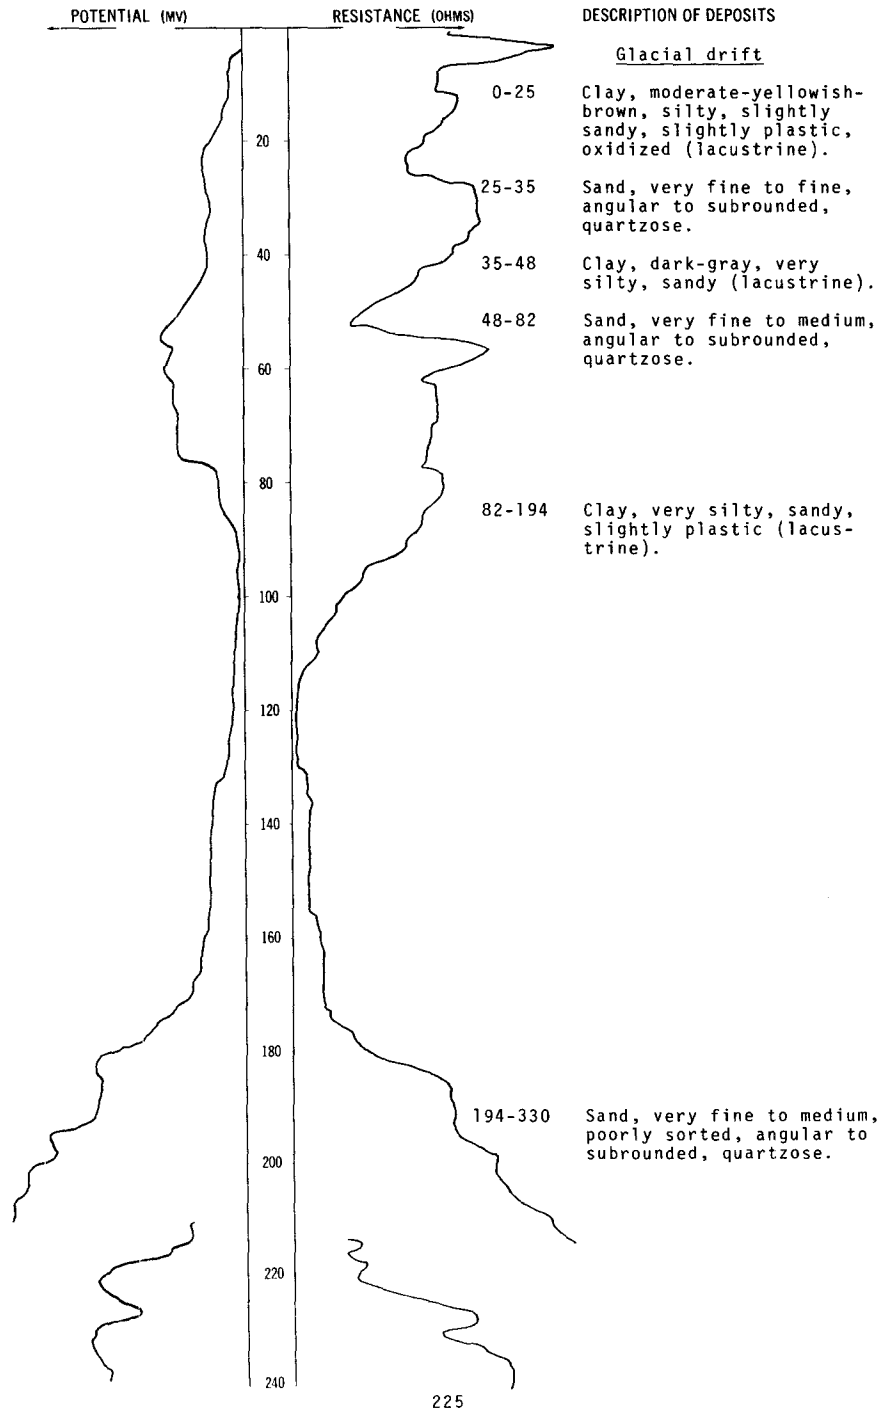 POTENTIAL (MV) RESISTANCE (OHMS) DESCRIPTION OF DEPOSITS
Glacial drift
0-25 Clay, moderate-yellowish-
brown, silty, slightly
sandy, slightly plastic,
oxidized (lacustrine).
20
25-35 Sand, very fine to fine,
angular to subrounded,
quartzose.
40
35-48 Clay, dark-gray, very
silty, sandy (lacustrine).
48-82 Sand, very fine to medium,
angular to subrounded,
quartzose.
60
80
82-194 Clay, very silty, sandy,
slightly plastic (lacus-
trine).
100
120
140
160
180
194-330 Sand, very fine to medium,
poorly sorted, angular to
subrounded, quartzose.
200
220
240
225